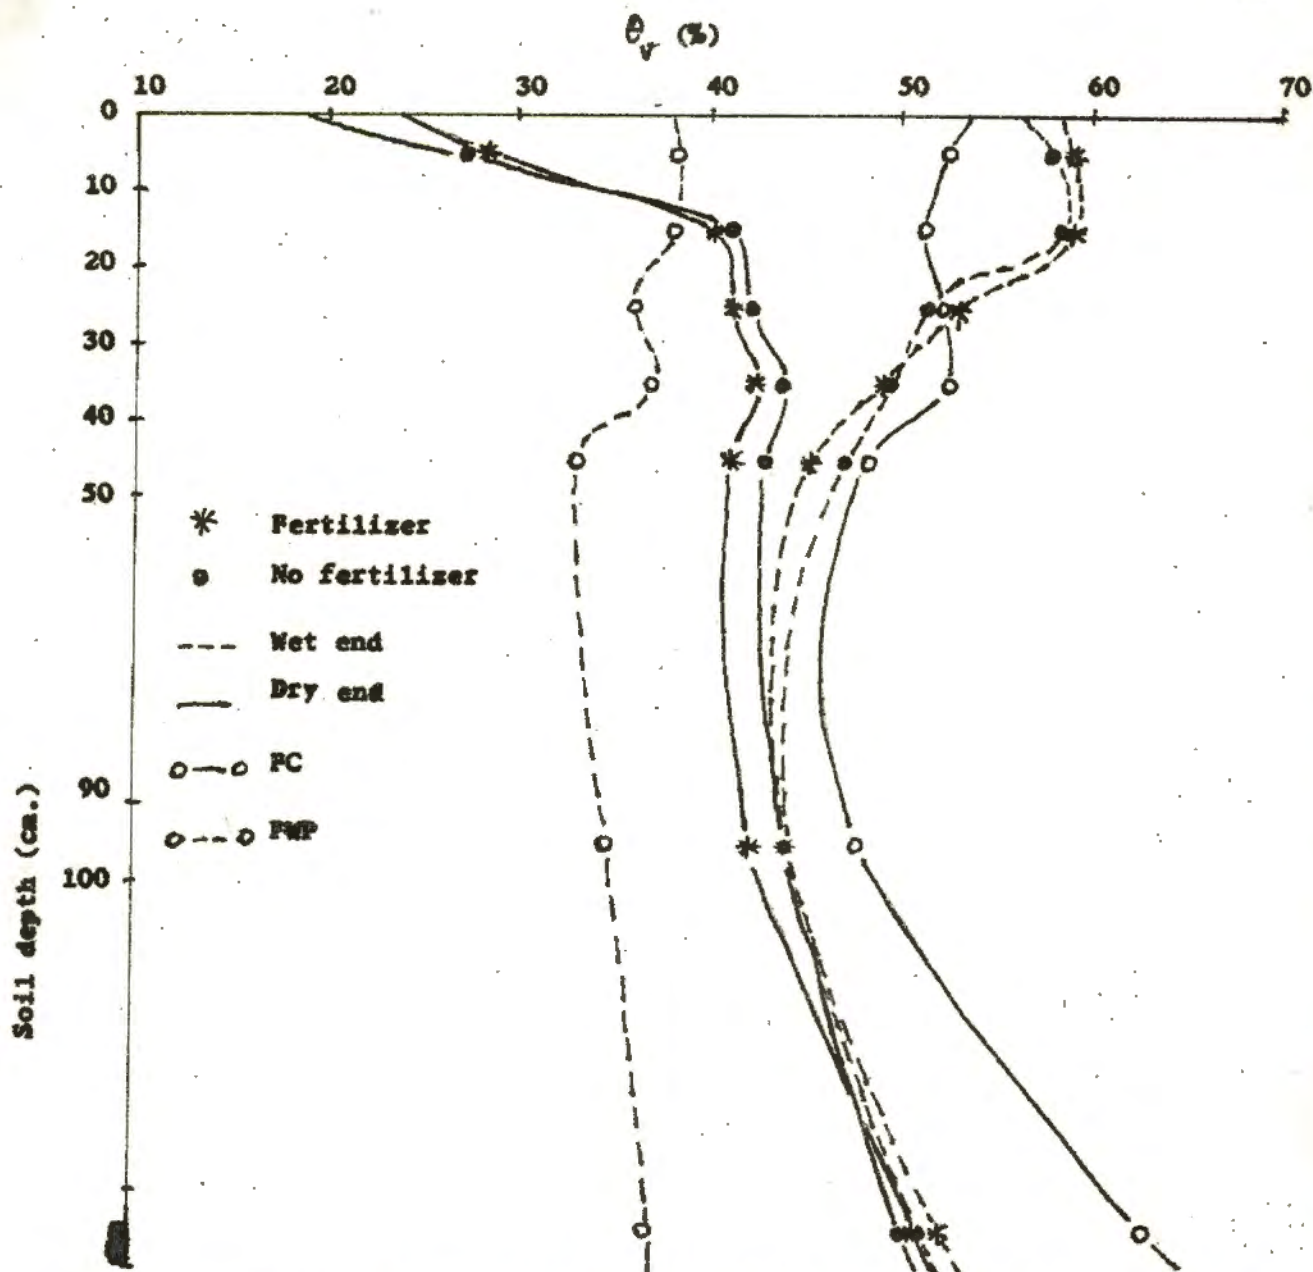 θv (%)
10 20 30 40 50 60 70
0
10
20
30
40
50
90
100
Soil depth (cm.)
Fertilizer
No fertilizer
Wet end
Dry end
FC
PWP